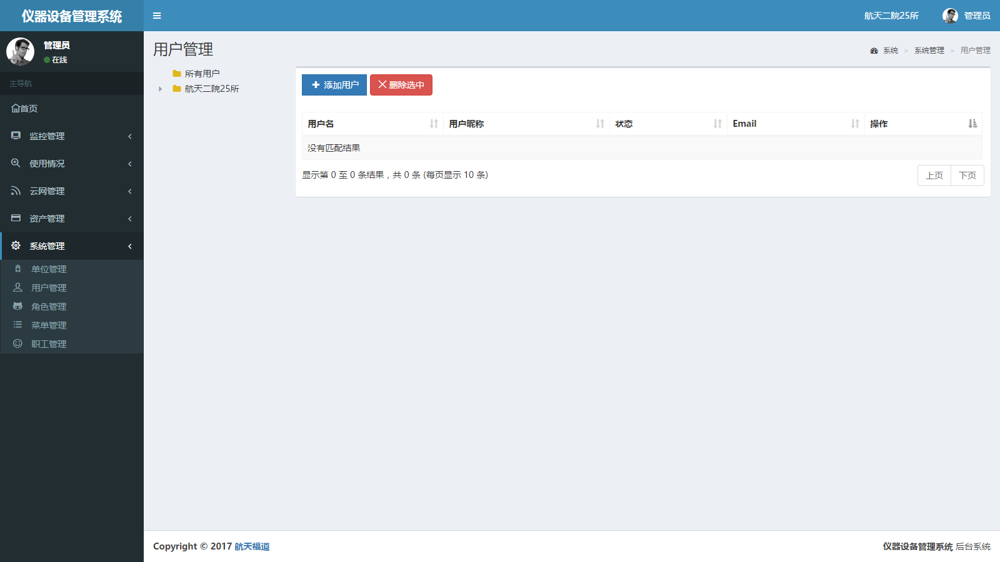 仪器设备管理系统
航天二院25所
管理员
管理员
在线
主导航
首页
监控管理
使用情况
云网管理
资产管理
系统管理
单位管理
用户管理
角色管理
菜单管理
职工管理
用户管理
系统 > 系统管理 > 用户管理
所有用户
航天二院25所
添加用户 删除选中
用户名 用户昵称 状态 Email 操作
没有匹配结果
显示第 0 至 0 条结果，共 0 条 (每页显示 10 条)
上页 下页
Copyright © 2017 航天福道
仪器设备管理系统 后台系统